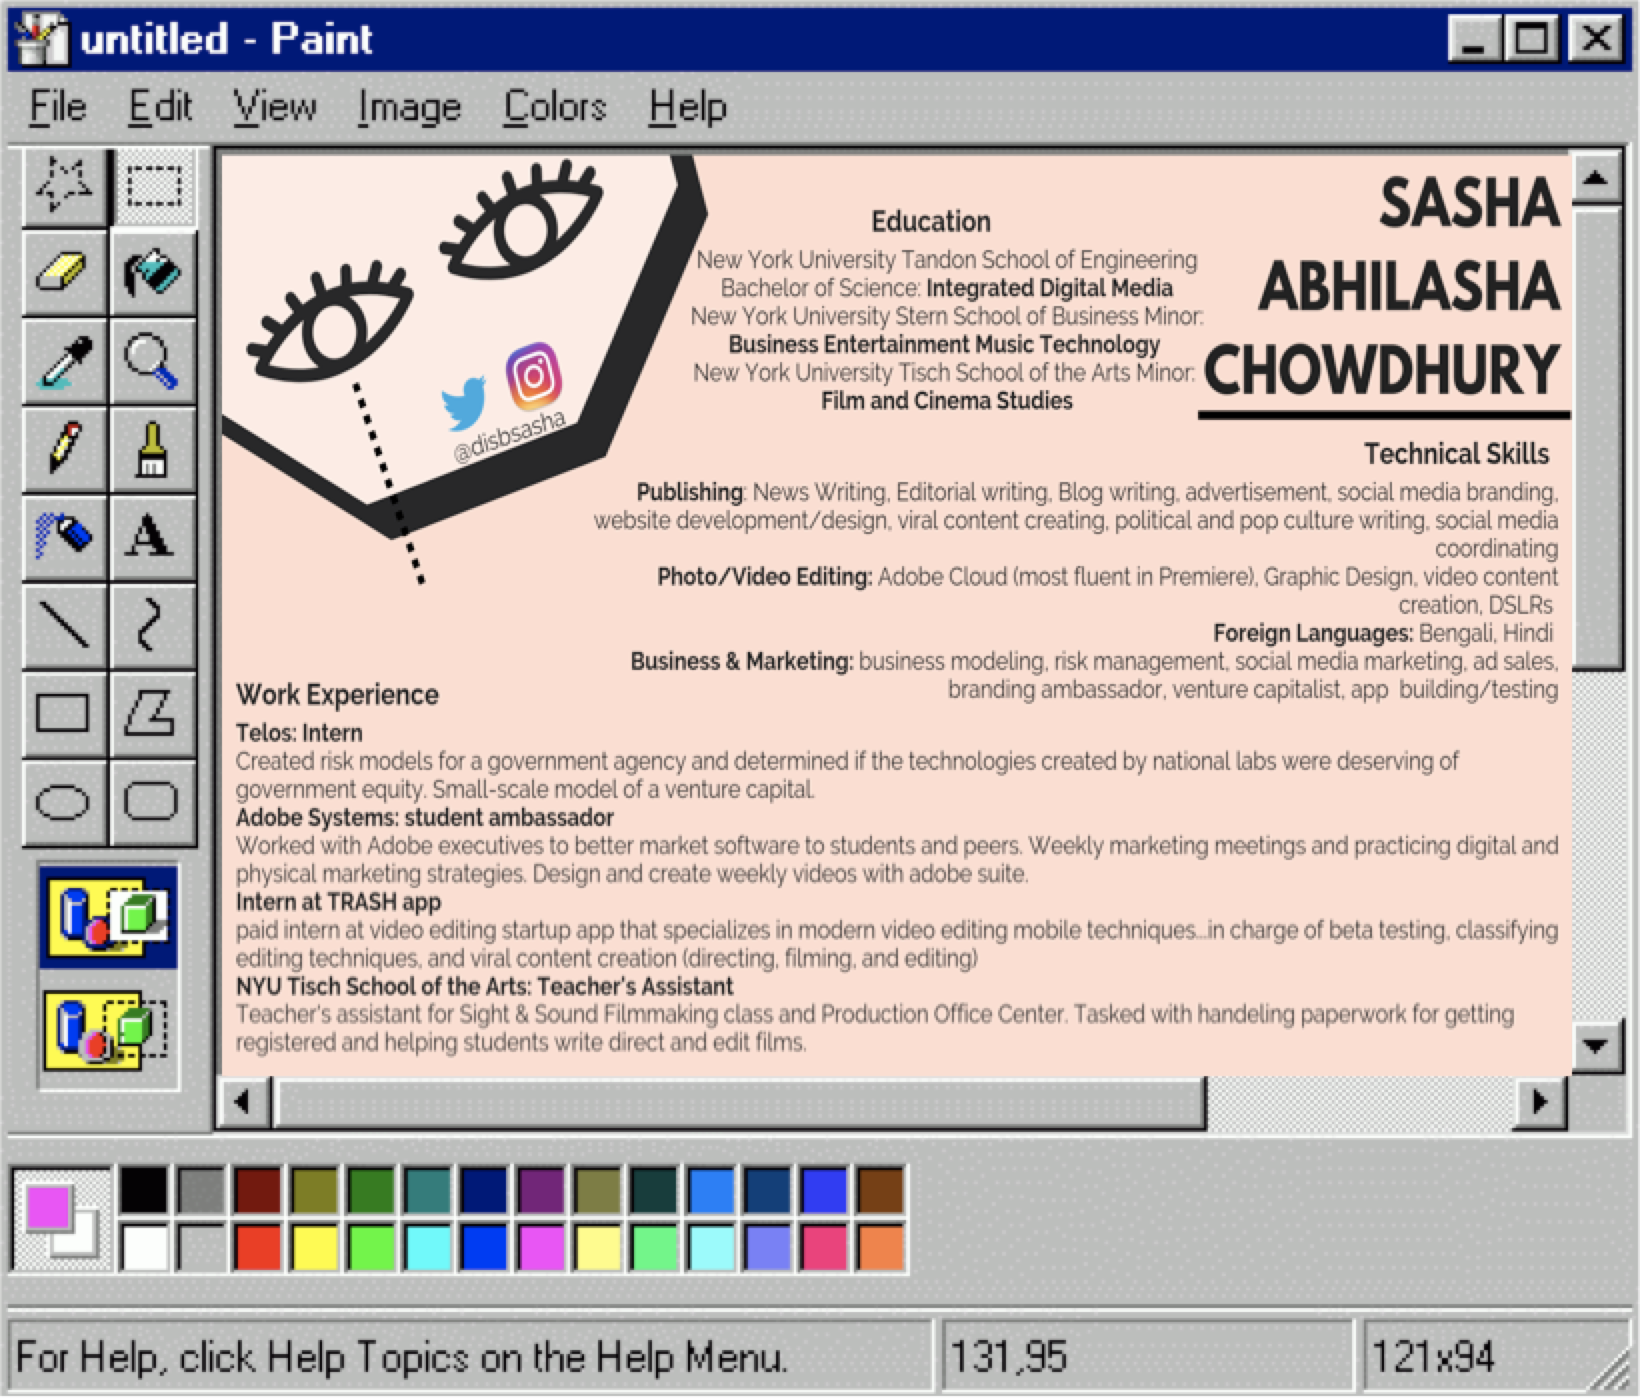 untitled - Paint
File Edit View Image Colors Help
SASHA
ABHILASHA
CHOWDHURY
Education
New York University Tandon School of Engineering
Bachelor of Science: Integrated Digital Media
New York University Stern School of Business Minor:
Business Entertainment Music Technology
New York University Tisch School of the Arts Minor:
Film and Cinema Studies
@disbsasha
Technical Skills
Publishing: News Writing, Editorial writing, Blog writing, advertisement, social media branding,
website development/design, viral content creating, political and pop culture writing, social media
coordinating
Photo/Video Editing: Adobe Cloud (most fluent in Premiere), Graphic Design, video content
creation, DSLRs
Foreign Languages: Bengali, Hindi
Business & Marketing: business modeling, risk management, social media marketing, ad sales,
branding ambassador, venture capitalist, app building/testing
Work Experience
Telos: Intern
Created risk models for a government agency and determined if the technologies created by national labs were deserving of
government equity. Small-scale model of a venture capital.
Adobe Systems: student ambassador
Worked with Adobe executives to better market software to students and peers. Weekly marketing meetings and practicing digital and
physical marketing strategies. Design and create weekly videos with adobe suite.
Intern at TRASH app
paid intern at video editing startup app that specializes in modern video editing mobile techniques...in charge of beta testing, classifying
editing techniques, and viral content creation (directing, filming, and editing)
NYU Tisch School of the Arts: Teacher's Assistant
Teacher's assistant for Sight & Sound Filmmaking class and Production Office Center. Tasked with handeling paperwork for getting
registered and helping students write direct and edit films.
A
For Help, click Help Topics on the Help Menu.
131,95
121x94